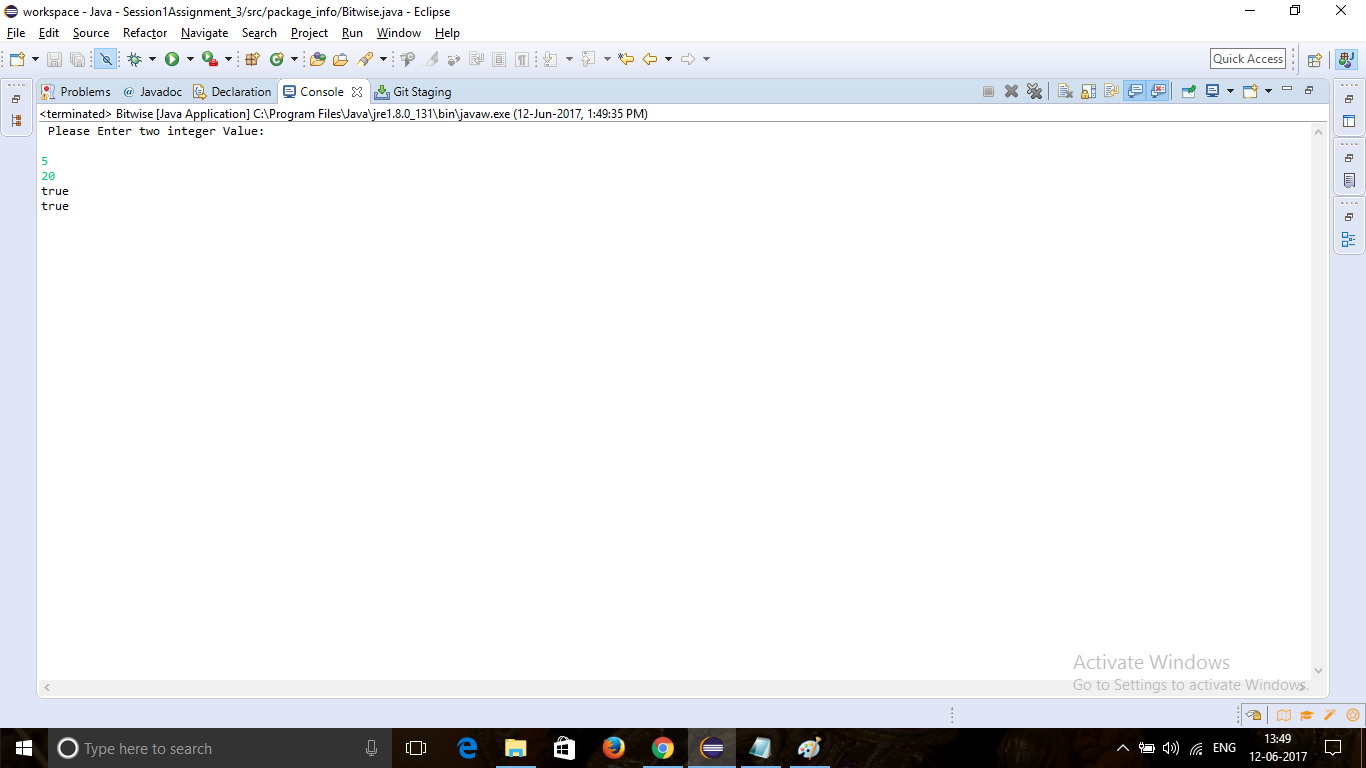 workspace - Java - Session1Assignment_3/src/package_info/Bitwise.java - Eclipse
File Edit Source Refactor Navigate Search Project Run Window Help
Quick Access
Problems @ Javadoc Declaration Console Git Staging
<terminated> Bitwise [Java Application] C:\Program Files\Java\jre1.8.0_131\bin\javaw.exe (12-Jun-2017, 1:49:35 PM)
Please Enter two integer Value:
5
20
true
true
Activate Windows
Go to Settings to activate Windows.
Type here to search
ENG
13:49
12-06-2017